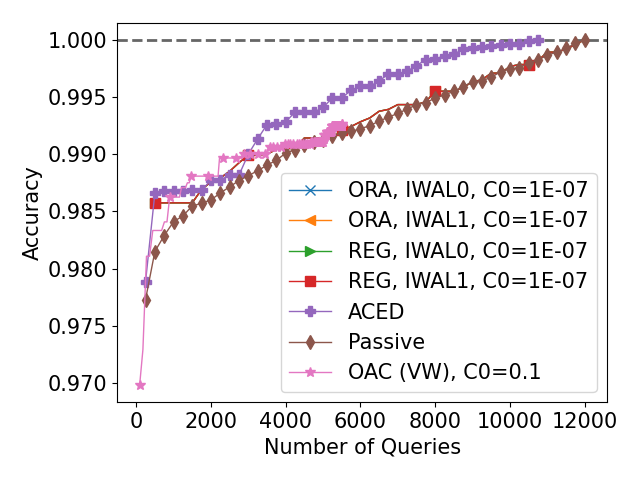 1.000
0.995
0.990
0.985
0.980
0.975
0.970
Accuracy
ORA, IWAL0, C0=1E-07
ORA, IWAL1, C0=1E-07
REG, IWAL0, C0=1E-07
REG, IWAL1, C0=1E-07
ACED
Passive
OAC (VW), C0=0.1
0 2000 4000 6000 8000 10000 12000
Number of Queries